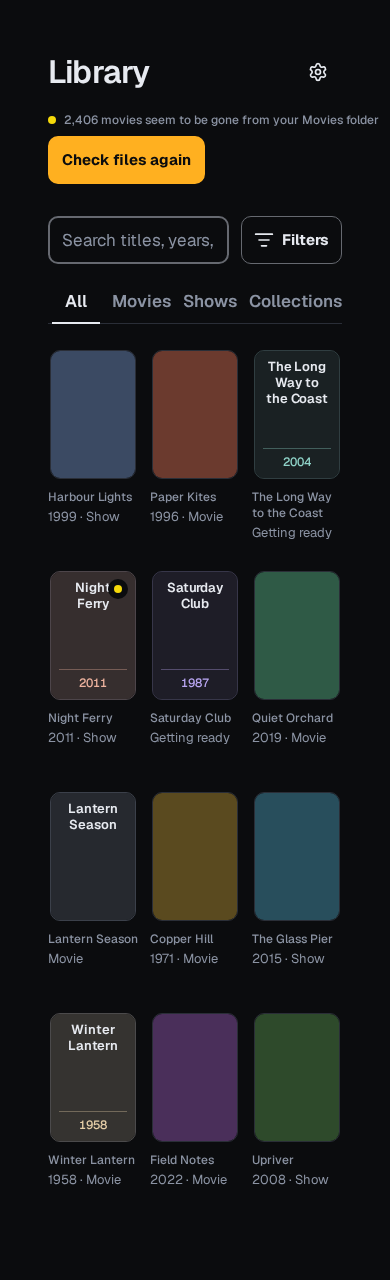 Library
2,406 movies seem to be gone from your Movies folder
Check files again
Search titles, years,
Filters
All Movies Shows Collections
The Long
Way to
the Coast
2004
Harbour Lights
1999 · Show
Paper Kites
1996 · Movie
The Long Way
to the Coast
Getting ready
Night
Ferry
2011
Saturday
Club
1987
Night Ferry
2011 · Show
Saturday Club
Getting ready
Quiet Orchard
2019 · Movie
Lantern
Season
Lantern Season
Movie
Copper Hill
1971 · Movie
The Glass Pier
2015 · Show
Winter
Lantern
1958
Winter Lantern
1958 · Movie
Field Notes
2022 · Movie
Upriver
2008 · Show